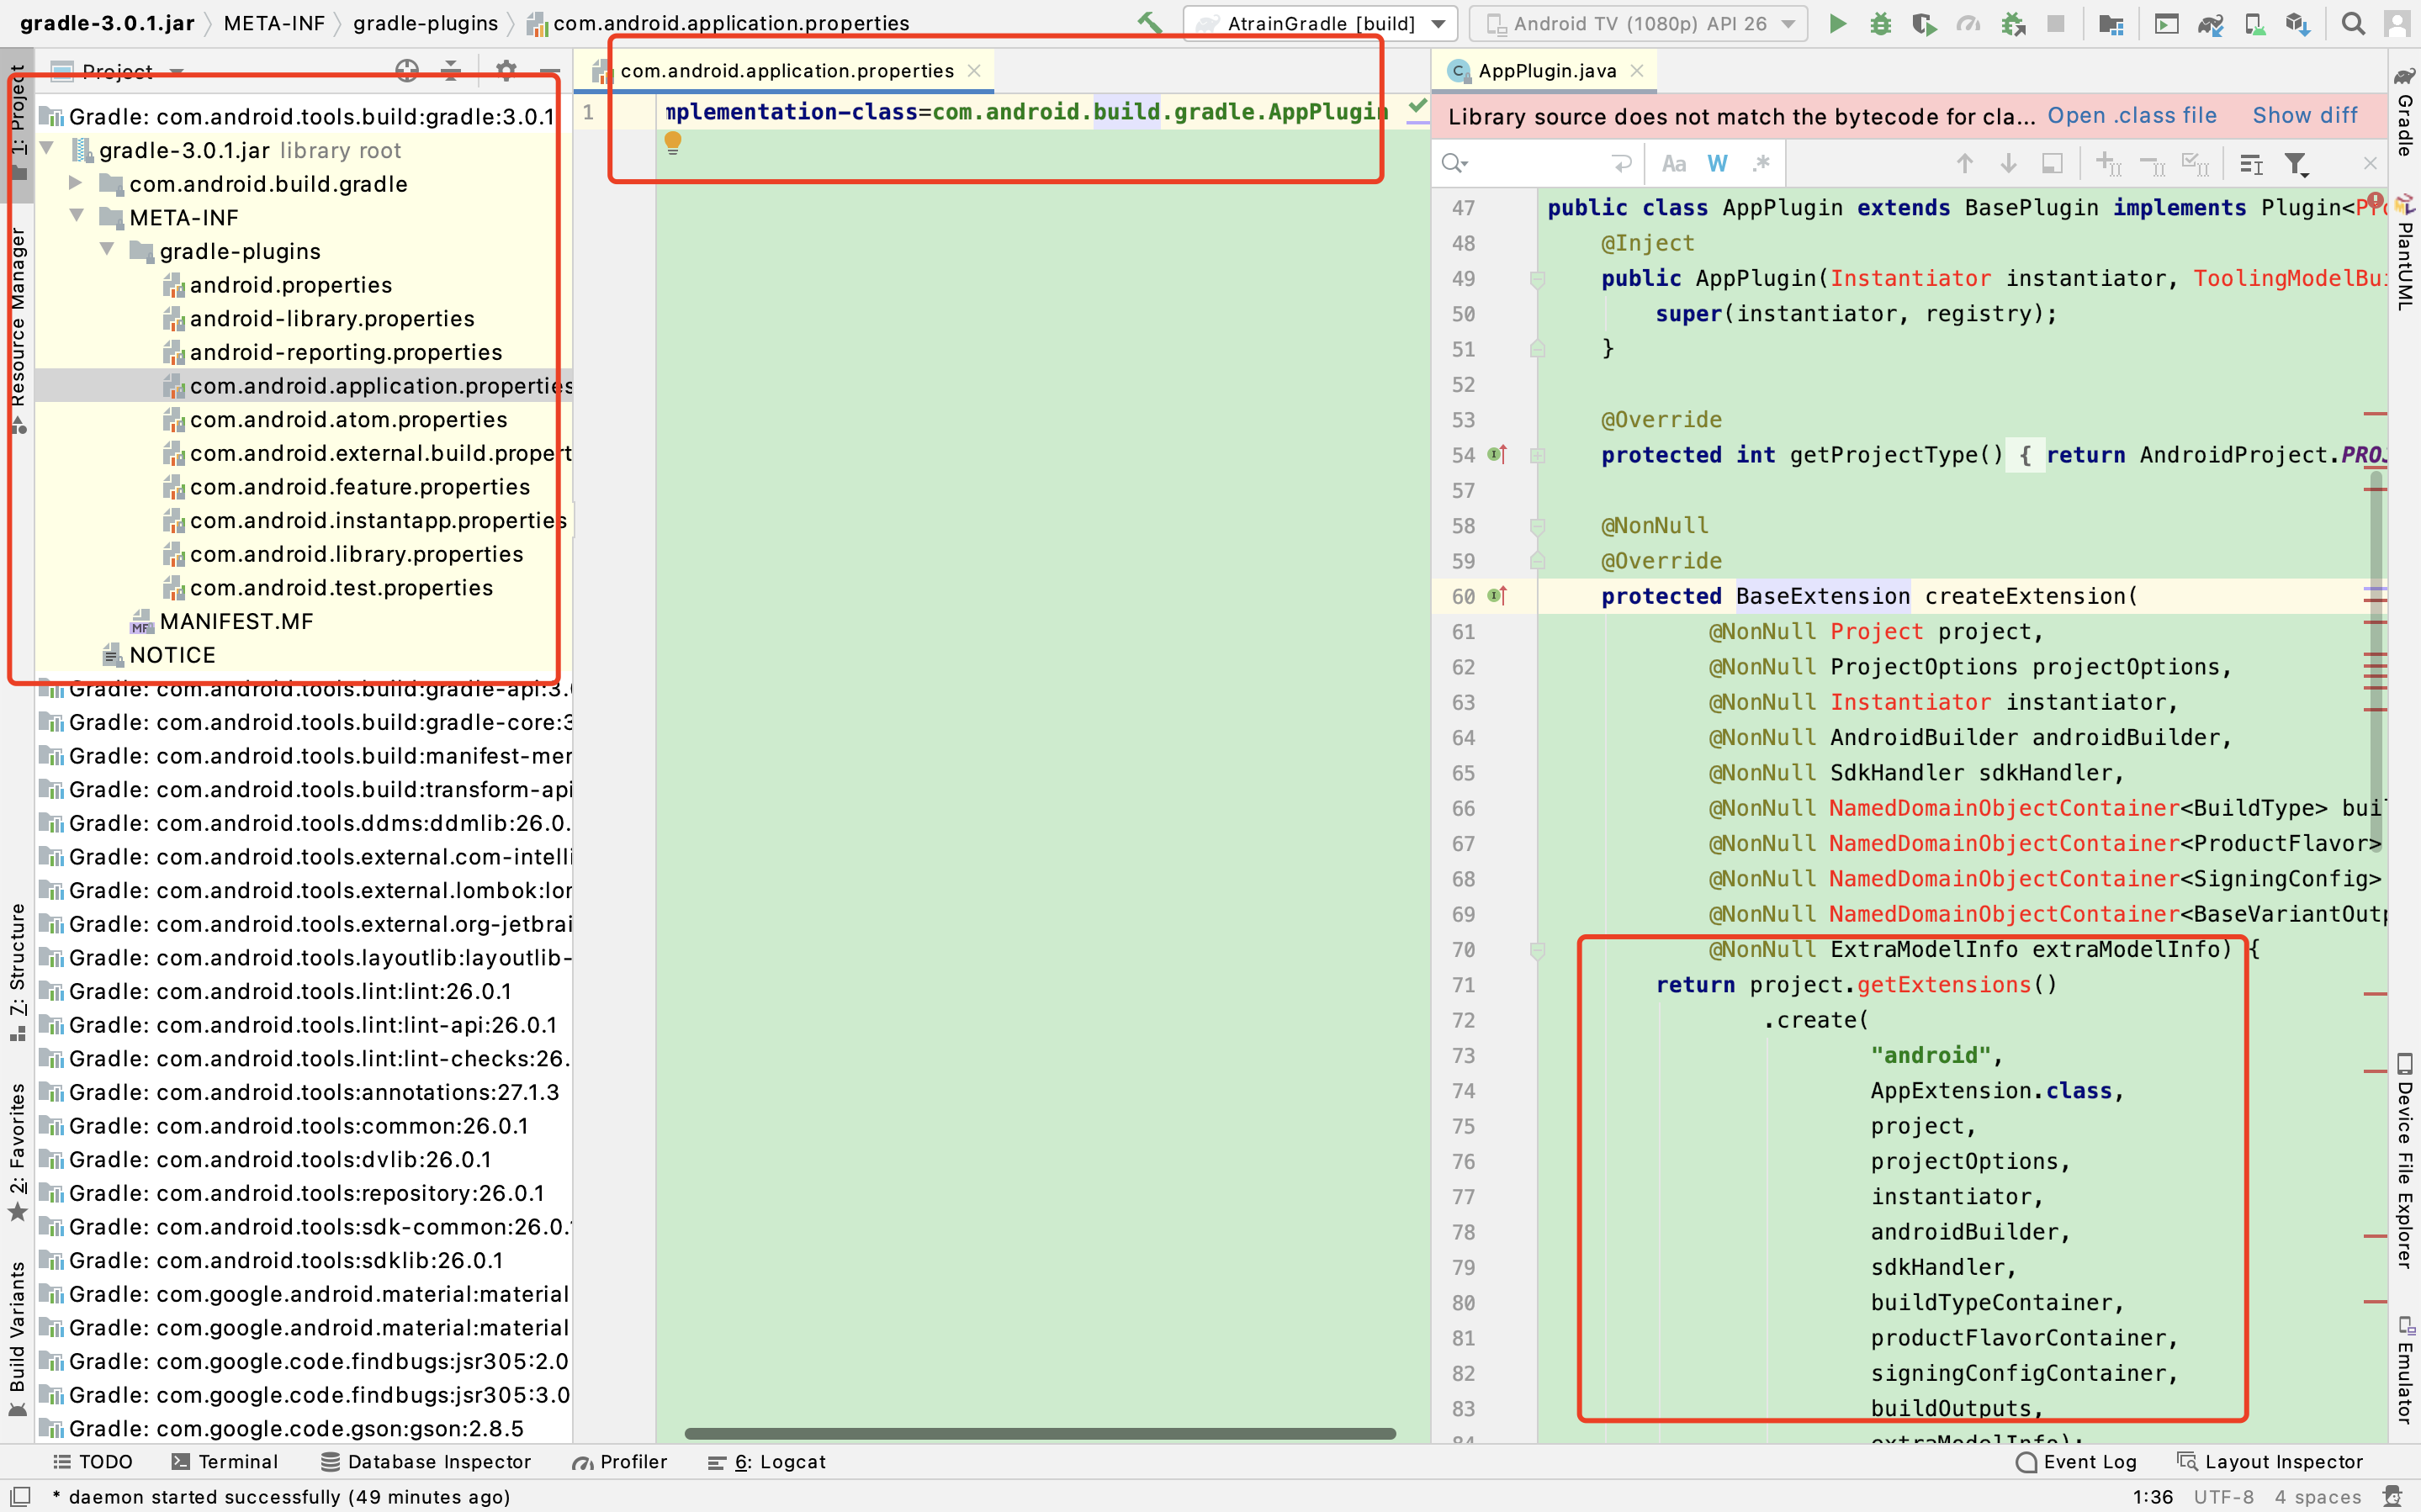 gradle-3.0.1.jar META-INF gradle-plugins com.android.application.properties
AtrainGradle [build]
Android TV (1080p) API 26
1: Project
Resource Manager
7: Structure
2: Favorites
Build Variants
Project
Gradle: com.android.tools.build:gradle:3.0.1
gradle-3.0.1.jar library root
com.android.build.gradle
META-INF
gradle-plugins
android.properties
android-library.properties
android-reporting.properties
com.android.application.properties
com.android.atom.properties
com.android.external.build.propert
com.android.feature.properties
com.android.instantapp.properties
com.android.library.properties
com.android.test.properties
MANIFEST.MF
NOTICE
Gradle: com.android.tools.build:gradle-api:3.
Gradle: com.android.tools.build:gradle-core:3
Gradle: com.android.tools.build:manifest-mer
Gradle: com.android.tools.build:transform-api
Gradle: com.android.tools.ddms:ddmlib:26.0.
Gradle: com.android.tools.external.com-intelli
Gradle: com.android.tools.external.lombok:lor
Gradle: com.android.tools.external.org-jetbrai
Gradle: com.android.tools.layoutlib:layoutlib-
Gradle: com.android.tools.lint:lint:26.0.1
Gradle: com.android.tools.lint:lint-api:26.0.1
Gradle: com.android.tools.lint:lint-checks:26.
Gradle: com.android.tools:annotations:27.1.3
Gradle: com.android.tools:common:26.0.1
Gradle: com.android.tools:dvlib:26.0.1
Gradle: com.android.tools:repository:26.0.1
Gradle: com.android.tools:sdk-common:26.0.
Gradle: com.android.tools:sdklib:26.0.1
Gradle: com.google.android.material:material
Gradle: com.google.android.material:material
Gradle: com.google.code.findbugs:jsr305:2.0
Gradle: com.google.code.findbugs:jsr305:3.0
Gradle: com.google.code.gson:gson:2.8.5
com.android.application.properties
1 mplementation-class=com.android.build.gradle.AppPlugin
AppPlugin.java
Library source does not match the bytecode for cla... Open .class file Show diff
Aa W .*
47 public class AppPlugin extends BasePlugin implements Plugin<Pro
48 @Inject
49 public AppPlugin(Instantiator instantiator, ToolingModelBui
50 super(instantiator, registry);
51 }
52
53 @Override
54 protected int getProjectType() { return AndroidProject.PROJ
57
58 @NonNull
59 @Override
60 protected BaseExtension createExtension(
61 @NonNull Project project,
62 @NonNull ProjectOptions projectOptions,
63 @NonNull Instantiator instantiator,
64 @NonNull AndroidBuilder androidBuilder,
65 @NonNull SdkHandler sdkHandler,
66 @NonNull NamedDomainObjectContainer<BuildType> buil
67 @NonNull NamedDomainObjectContainer<ProductFlavor>
68 @NonNull NamedDomainObjectContainer<SigningConfig>
69 @NonNull NamedDomainObjectContainer<BaseVariantOutp
70 @NonNull ExtraModelInfo extraModelInfo) {
71 return project.getExtensions()
72 .create(
73 "android",
74 AppExtension.class,
75 project,
76 projectOptions,
77 instantiator,
78 androidBuilder,
79 sdkHandler,
80 buildTypeContainer,
81 productFlavorContainer,
82 signingConfigContainer,
83 buildOutputs,
84 extraModelInfo);
Gradle
PlantUML
Device File Explorer
Emulator
TODO Terminal Database Inspector Profiler 6: Logcat Event Log Layout Inspector
* daemon started successfully (49 minutes ago) 1:36 UTF-8 4 spaces